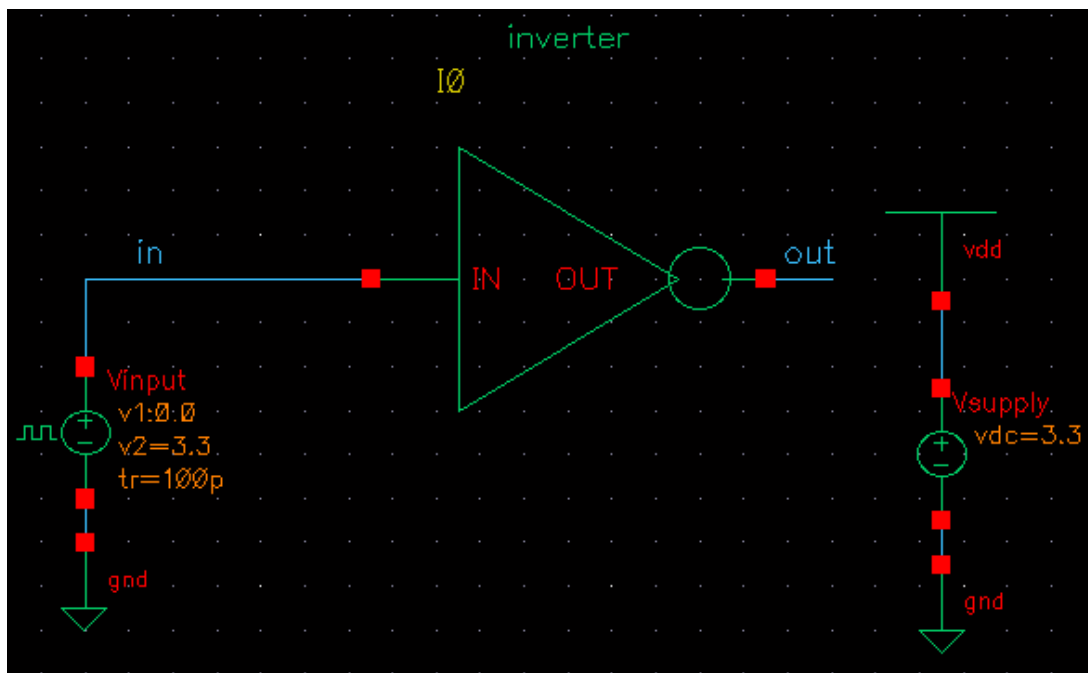 inverter
IØ
in
IN
OUT
out
vdd
Vinput
v1:0.0
v2=3.3
tr=100p
gnd
Vsupply
vdc=3.3
gnd